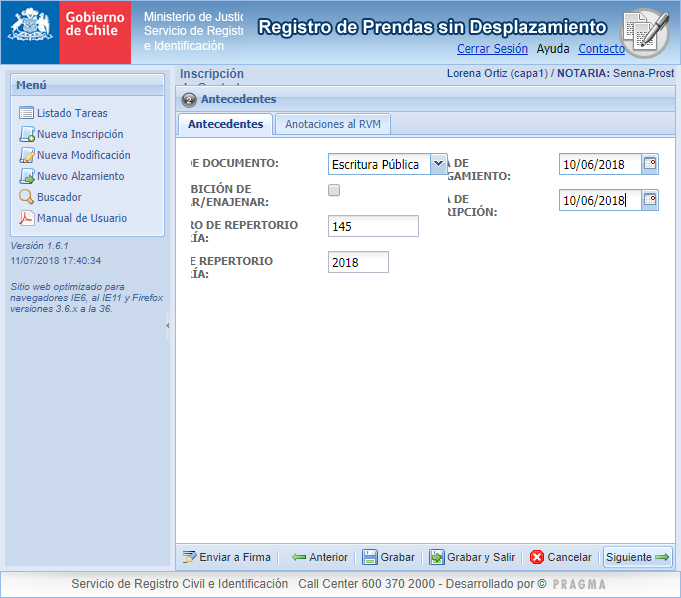 Gobierno
de Chile
Ministerio de Justic
Servicio de Registr
e Identificación
Registro de Prendas sin Desplazamiento
Cerrar Sesión Ayuda Contacto
Menú
Listado Tareas
Nueva Inscripción
Nueva Modificación
Nuevo Alzamiento
Buscador
Manual de Usuario
Versión 1.6.1
11/07/2018 17:40:34
Sitio web optimizado para
navegadores IE6, al IE11 y Firefox
versiones 3.6.x a la 36.
Inscripción
Lorena Ortiz (capa1) / NOTARIA: Senna-Prost
2 Antecedentes
Antecedentes Anotaciones al RVM
DE DOCUMENTO: Escritura Pública
A DE
GAMIENTO: 10/06/2018
BICIÓN DE
AR/ENAJENAR:
A DE
RIPCIÓN: 10/06/2018
RO DE REPERTORIO
ÍA: 145
E REPERTORIO
ÍA: 2018
Enviar a Firma Anterior Grabar Grabar y Salir Cancelar Siguiente
Servicio de Registro Civil e Identificación Call Center 600 370 2000 - Desarrollado por © PRAGMA